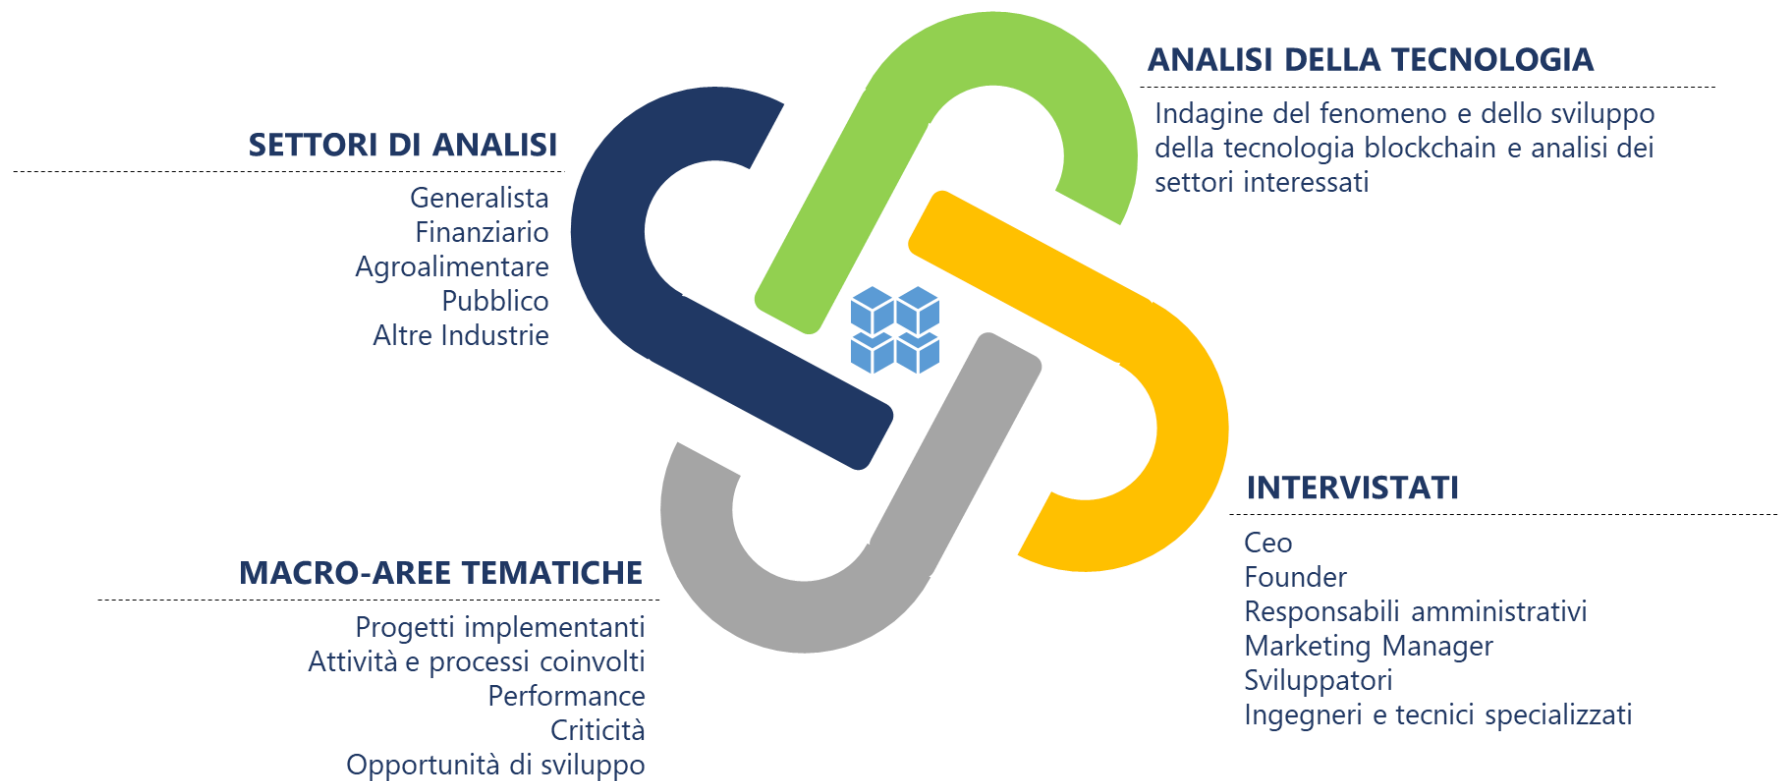 SETTORI DI ANALISI
Generalista
Finanziario
Agroalimentare
Pubblico
Altre Industrie
ANALISI DELLA TECNOLOGIA
Indagine del fenomeno e dello sviluppo
della tecnologia blockchain e analisi dei
settori interessati
MACRO-AREE TEMATICHE
Progetti implementanti
Attività e processi coinvolti
Performance
Criticità
Opportunità di sviluppo
INTERVISTATI
Ceo
Founder
Responsabili amministrativi
Marketing Manager
Sviluppatori
Ingegneri e tecnici specializzati